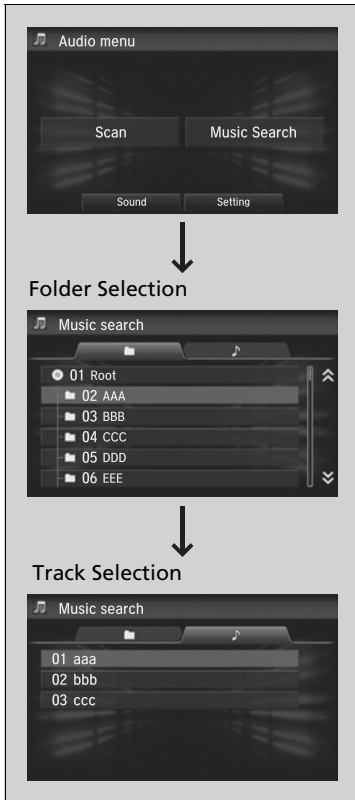 Audio menu
Scan Music Search
Sound Setting
Folder Selection
Music search
01 Root
02 AAA
03 BBB
04 CCC
05 DDD
06 EEE
Track Selection
Music search
01 aaa
02 bbb
03 ccc